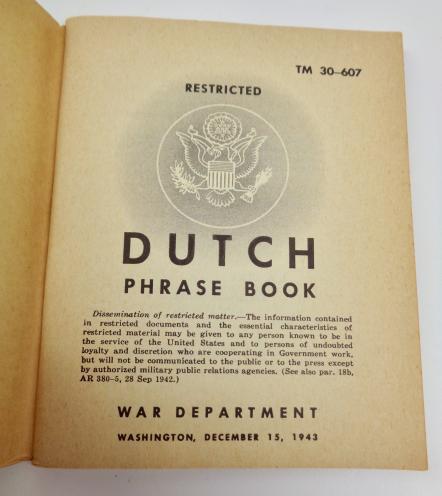 TM 30-607
RESTRICTED
DUTCH
PHRASE BOOK
Dissemination of restricted matter.—The information contained
in restricted documents and the essential characteristics of
restricted material may be given to any person known to be in
the service of the United States and to persons of undoubted
loyalty and discretion who are cooperating in Government work,
but will not be communicated to the public or to the press except
by authorized military public relations agencies. (See also par. 18b,
AR 380-5, 28 Sep 1942.)
WAR DEPARTMENT
WASHINGTON, DECEMBER 15, 1943